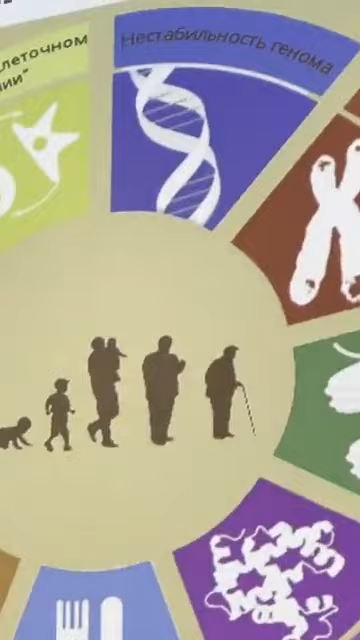 леточном
ии"
Нестабильность генома